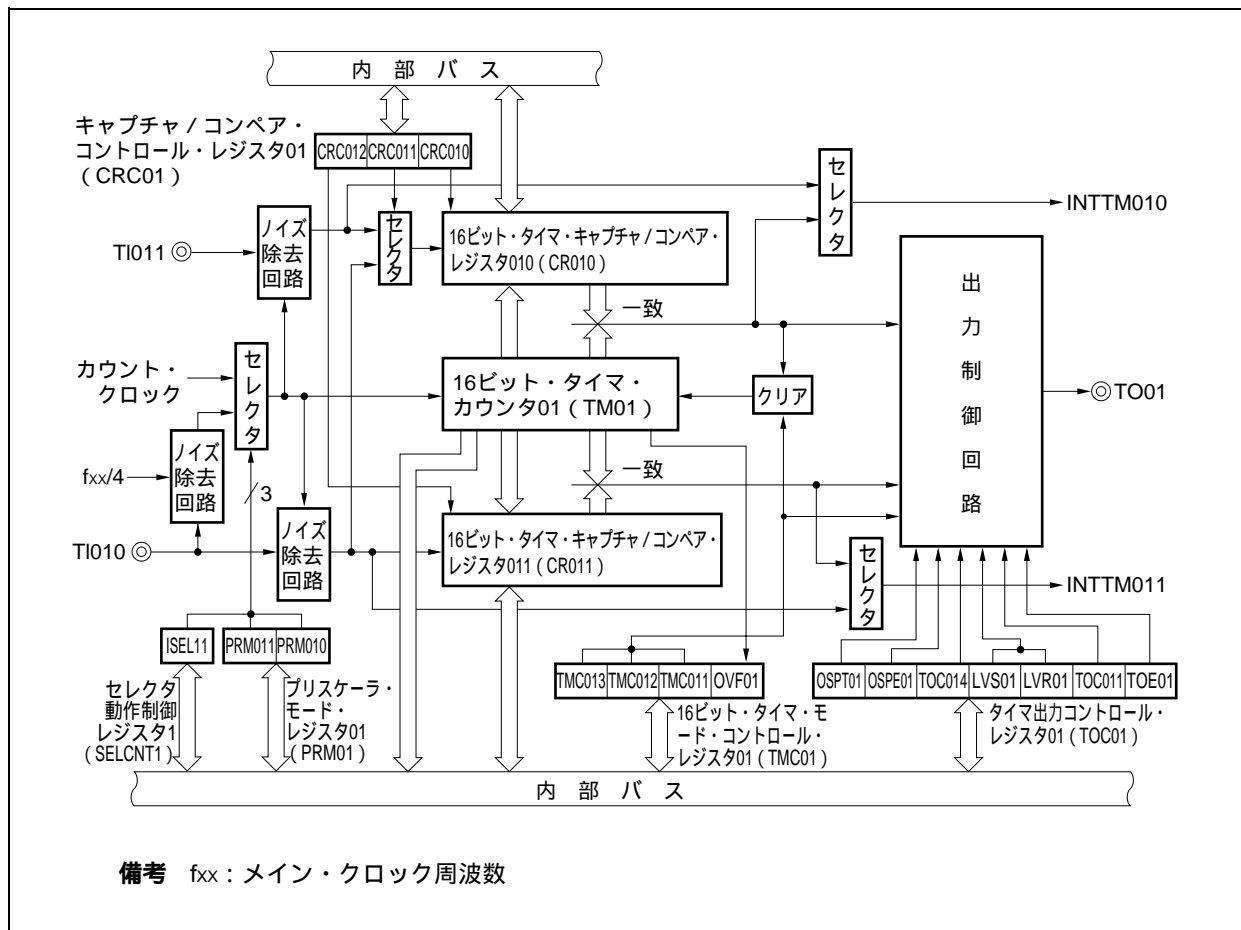 内部バス
キャプチャ／コンペア・
コントロール・レジスタ01
（CRC01）
CRC012 CRC011 CRC010
TI011
ノイズ
除去
回路
セレクタ
16ビット・タイマ・キャプチャ／コンペア・
レジスタ010（CR010）
セレクタ
INTTM010
一致
カウント・
クロック
セレクタ
16ビット・タイマ・
カウンタ01（TM01）
クリア
出力制御回路
TO01
fxx/4
ノイズ
除去
回路
3
一致
TI010
ノイズ
除去
回路
16ビット・タイマ・キャプチャ／コンペア・
レジスタ011（CR011）
セレクタ
INTTM011
ISEL11
PRM011 PRM010
TMC013 TMC012 TMC011 OVF01
OSPT01 OSPE01 TOC014 LVS01 LVR01 TOC011 TOE01
セレクタ
動作制御
レジスタ1
(SELCNT1)
プリスケーラ・
モード・
レジスタ01
（PRM01）
16ビット・タイマ・モ
ード・コントロール・
レジスタ01（TMC01）
タイマ出力コントロール・
レジスタ01（TOC01）
内部バス
備考 fxx：メイン・クロック周波数